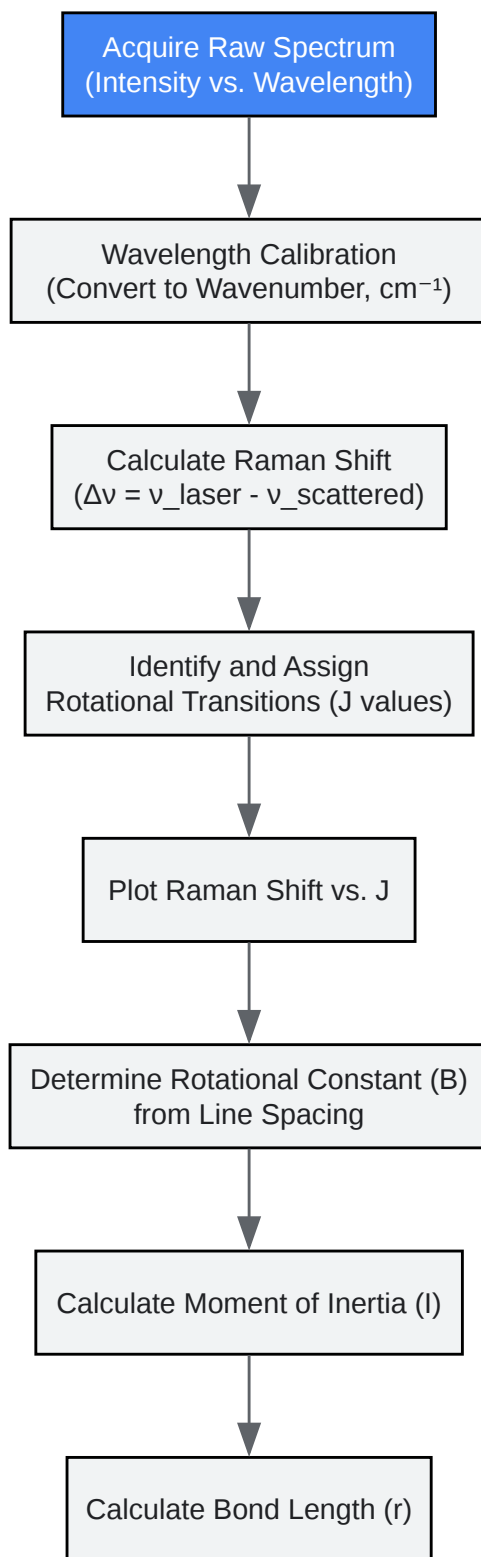 Acquire Raw Spectrum
(Intensity vs. Wavelength)
Wavelength Calibration
(Convert to Wavenumber, cm⁻¹)
Calculate Raman Shift
(Δν = ν_laser - ν_scattered)
Identify and Assign
Rotational Transitions (J values)
Plot Raman Shift vs. J
Determine Rotational Constant (B)
from Line Spacing
Calculate Moment of Inertia (I)
Calculate Bond Length (r)